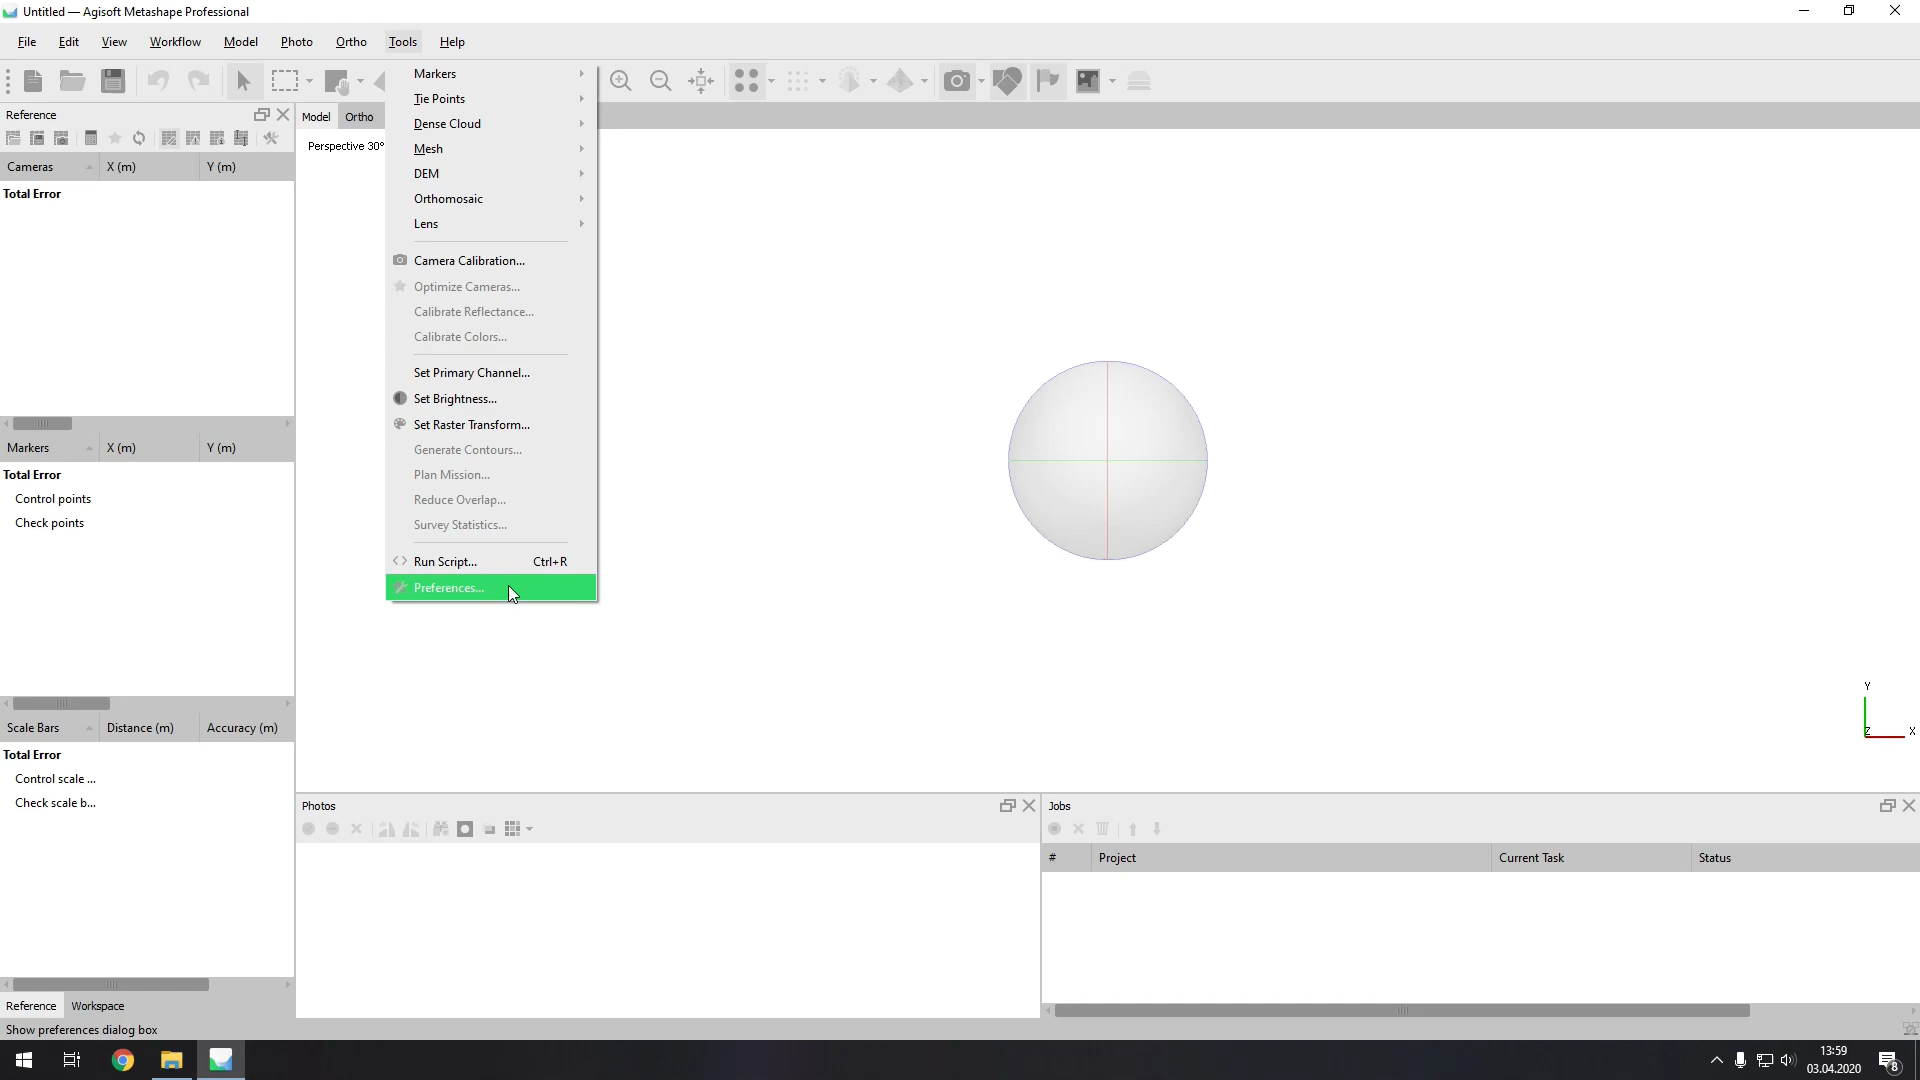 Untitled — Agisoft Metashape Professional
File Edit View Workflow Model Photo Ortho Tools Help
Reference
Cameras X (m) Y (m)
Total Error
Markers X (m) Y (m)
Total Error
Control points
Check points
Scale Bars Distance (m) Accuracy (m)
Total Error
Control scale ...
Check scale b...
Reference Workspace
Show preferences dialog box
Model Ortho
Perspective 30°
Markers
Tie Points
Dense Cloud
Mesh
DEM
Orthomosaic
Lens
Camera Calibration...
Optimize Cameras...
Calibrate Reflectance...
Calibrate Colors...
Set Primary Channel...
Set Brightness...
Set Raster Transform...
Generate Contours...
Plan Mission...
Reduce Overlap...
Survey Statistics...
Run Script... Ctrl+R
Preferences...
Y
Z X
Photos
Jobs
# Project Current Task Status
13:59
03.04.2020
8